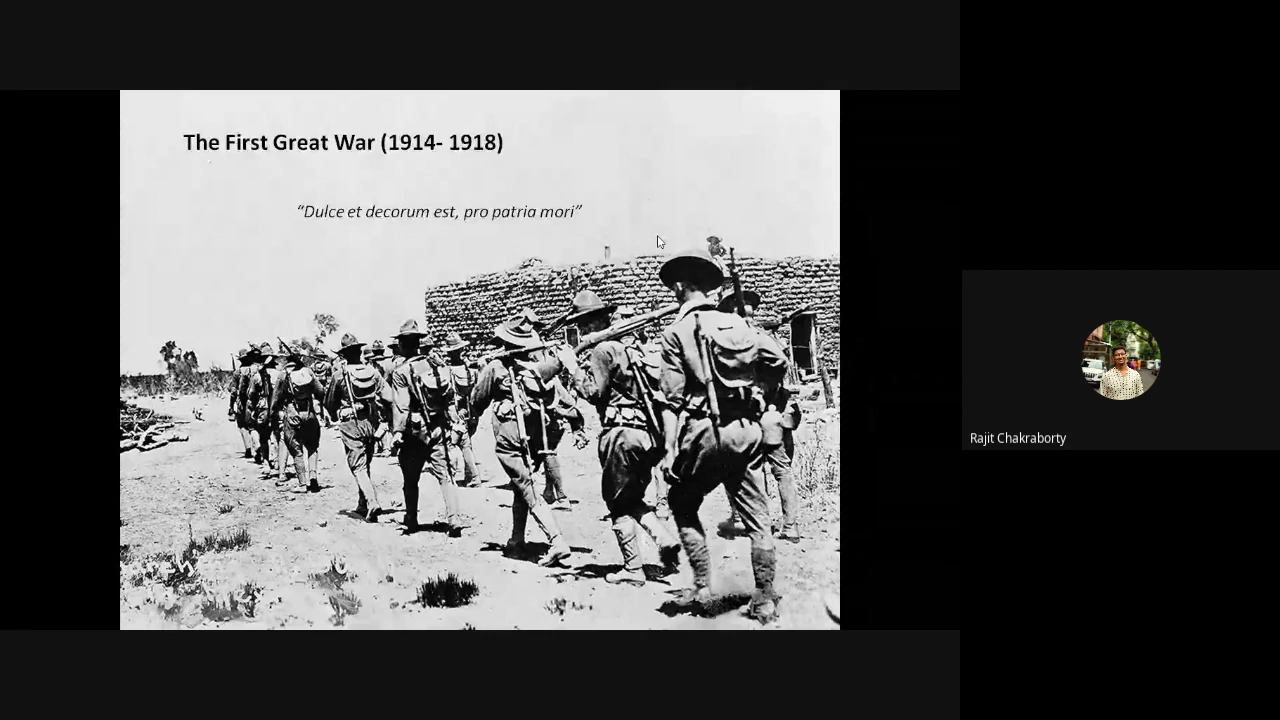 The First Great War (1914- 1918)
“Dulce et decorum est, pro patria mori”
Rajit Chakraborty